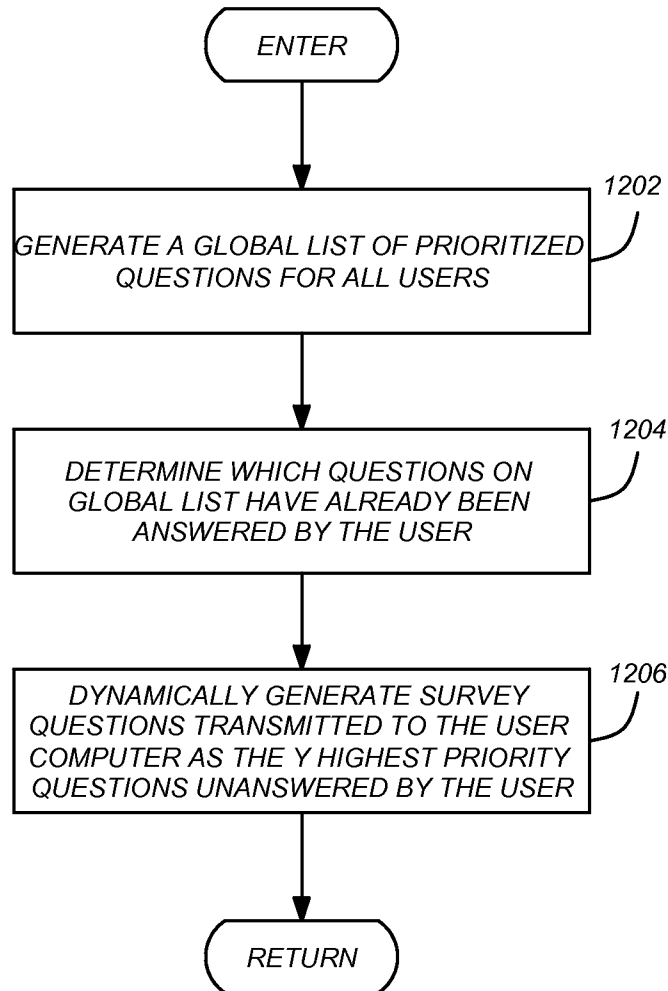 ENTER
1202
GENERATE A GLOBAL LIST OF PRIORITIZED
QUESTIONS FOR ALL USERS
1204
DETERMINE WHICH QUESTIONS ON
GLOBAL LIST HAVE ALREADY BEEN
ANSWERED BY THE USER
1206
DYNAMICALLY GENERATE SURVEY
QUESTIONS TRANSMITTED TO THE USER
COMPUTER AS THE Y HIGHEST PRIORITY
QUESTIONS UNANSWERED BY THE USER
RETURN